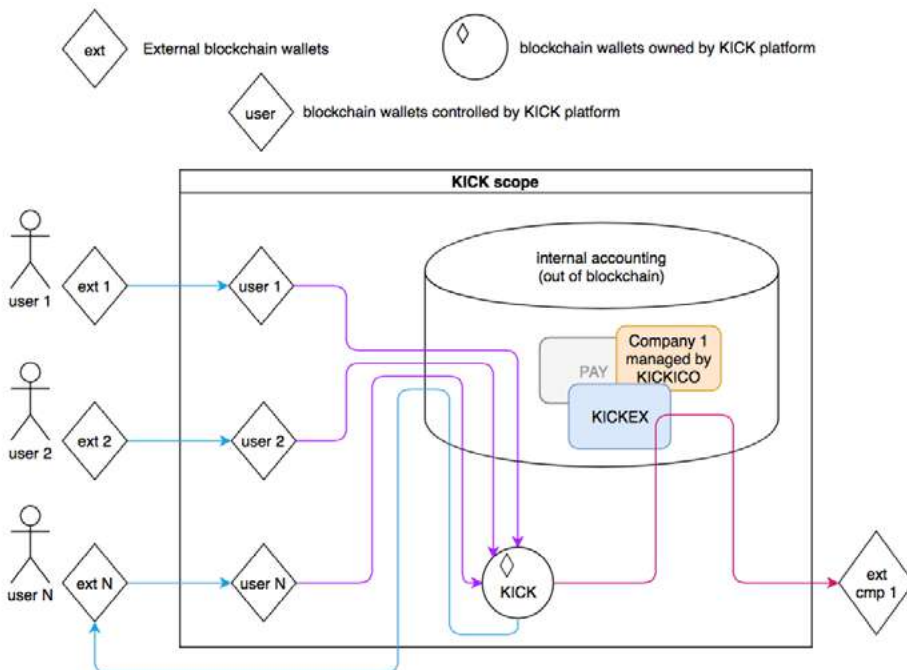 ext
External blockchain wallets
blockchain wallets owned by KICK platform
user
blockchain wallets controlled by KICK platform
KICK scope
internal accounting
(out of blockchain)
user 1
ext 1
user 1
Company 1
managed by
KICKICO
PAY
KICKEX
user 2
ext 2
user 2
user N
ext N
user N
KICK
ext
cmp 1